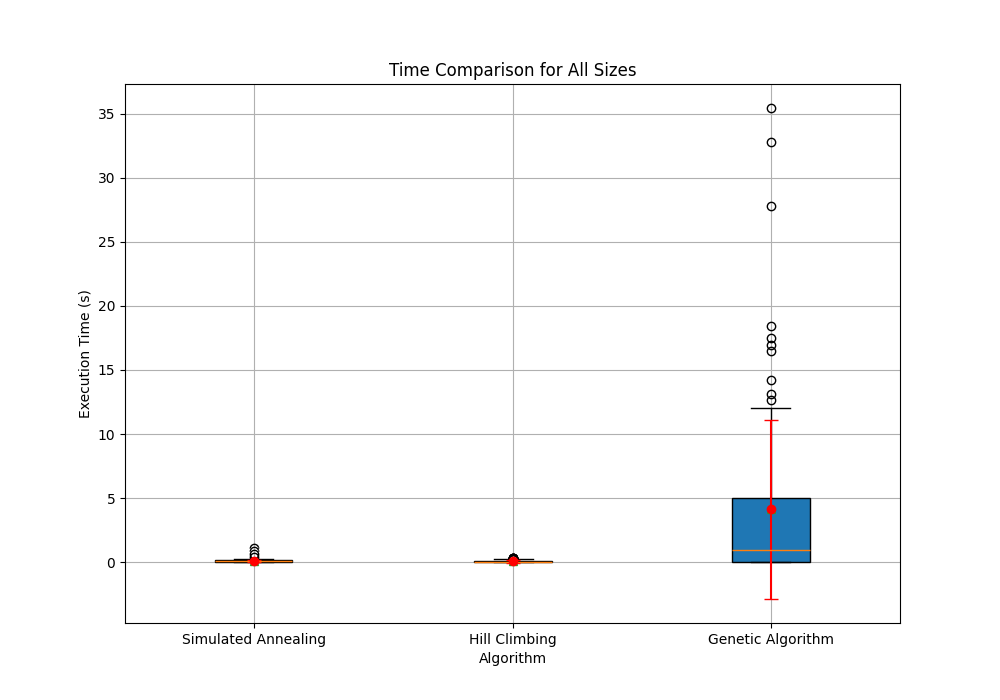 Time Comparison for All Sizes
Execution Time (s)
35
30
25
20
15
10
5
0
Simulated Annealing
Hill Climbing
Genetic Algorithm
Algorithm